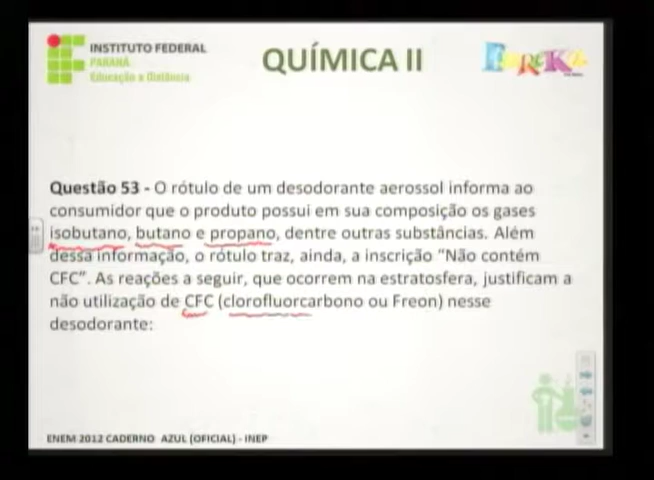 INSTITUTO FEDERAL
PARANÁ
Educação a Distância
QUÍMICA II
EUREKA
Questão 53 - O rótulo de um desodorante aerossol informa ao
consumidor que o produto possui em sua composição os gases
isobutano, butano e propano, dentre outras substâncias. Além
dessa informação, o rótulo traz, ainda, a inscrição "Não contém
CFC". As reações a seguir, que ocorrem na estratosfera, justificam a
não utilização de CFC (clorofluorcarbono ou Freon) nesse
desodorante:
ENEM 2012 CADERNO AZUL (OFICIAL) - INEP